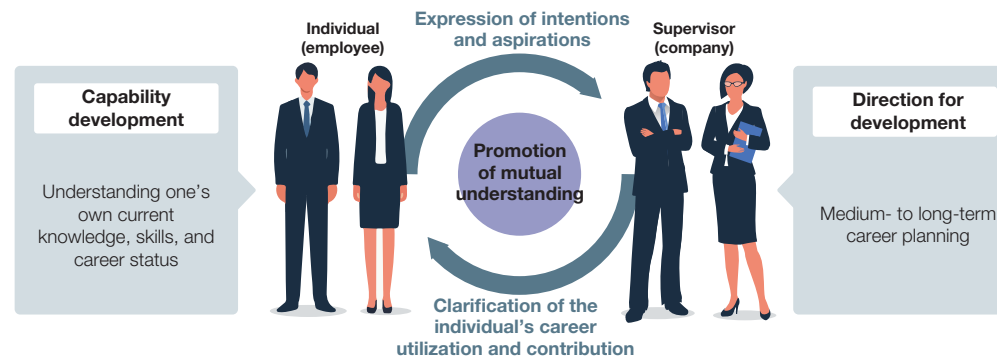 Expression of intentions
and aspirations
Individual
(employee)
Supervisor
(company)
Capability
development
Understanding one's
own current
knowledge, skills, and
career status
Promotion
of mutual
understanding
Direction for
development
Medium- to long-term
career planning
Clarification of the
individual's career
utilization and contribution